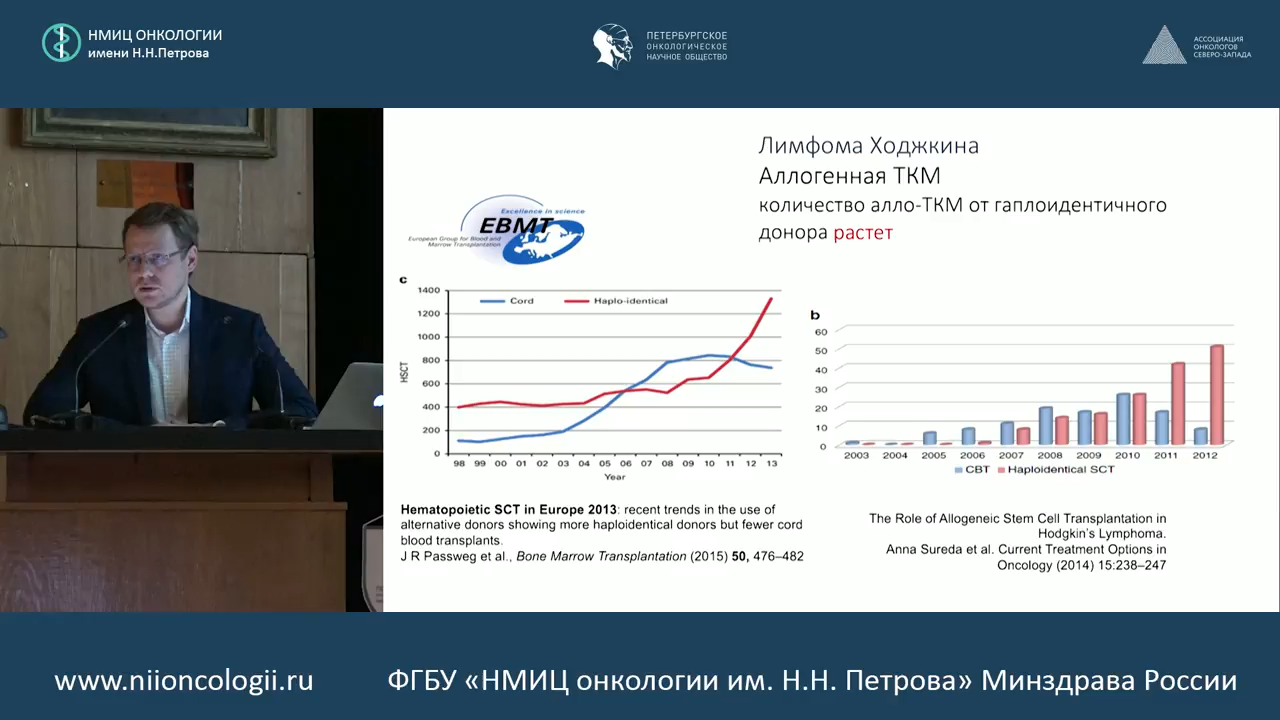 НМИЦ ОНКОЛОГИИ
имени Н.Н.Петрова
ПЕТЕРБУРГСКОЕ
ОНКОЛОГИЧЕСКОЕ
НАУЧНОЕ ОБЩЕСТВО
АССОЦИАЦИЯ
ОНКОЛОГОВ
СЕВЕРО-ЗАПАДА
Лимфома Ходжкина
Аллогенная ТКМ
количество алло-ТКМ от гаплоидентичного
донора растет
Excellence in science
EBMT
European Group for Blood and
Marrow Transplantation
c
1400
1200
1000
800
600
400
200
0
HSCT
Cord
Haplo-identical
98 99 00 01 02 03 04 05 06 07 08 09 10 11 12 13
Year
b
60
50
40
30
20
10
0
2003 2004 2005 2006 2007 2008 2009 2010 2011 2012
CBT Haploidentical SCT
Hematopoietic SCT in Europe 2013: recent trends in the use of
alternative donors showing more haploidentical donors but fewer cord
blood transplants.
J R Passweg et al., Bone Marrow Transplantation (2015) 50, 476–482
The Role of Allogeneic Stem Cell Transplantation in
Hodgkin's Lymphoma.
Anna Sureda et al. Current Treatment Options in
Oncology (2014) 15:238–247
www.niioncologii.ru
ФГБУ «НМИЦ онкологии им. Н.Н. Петрова» Минздрава России